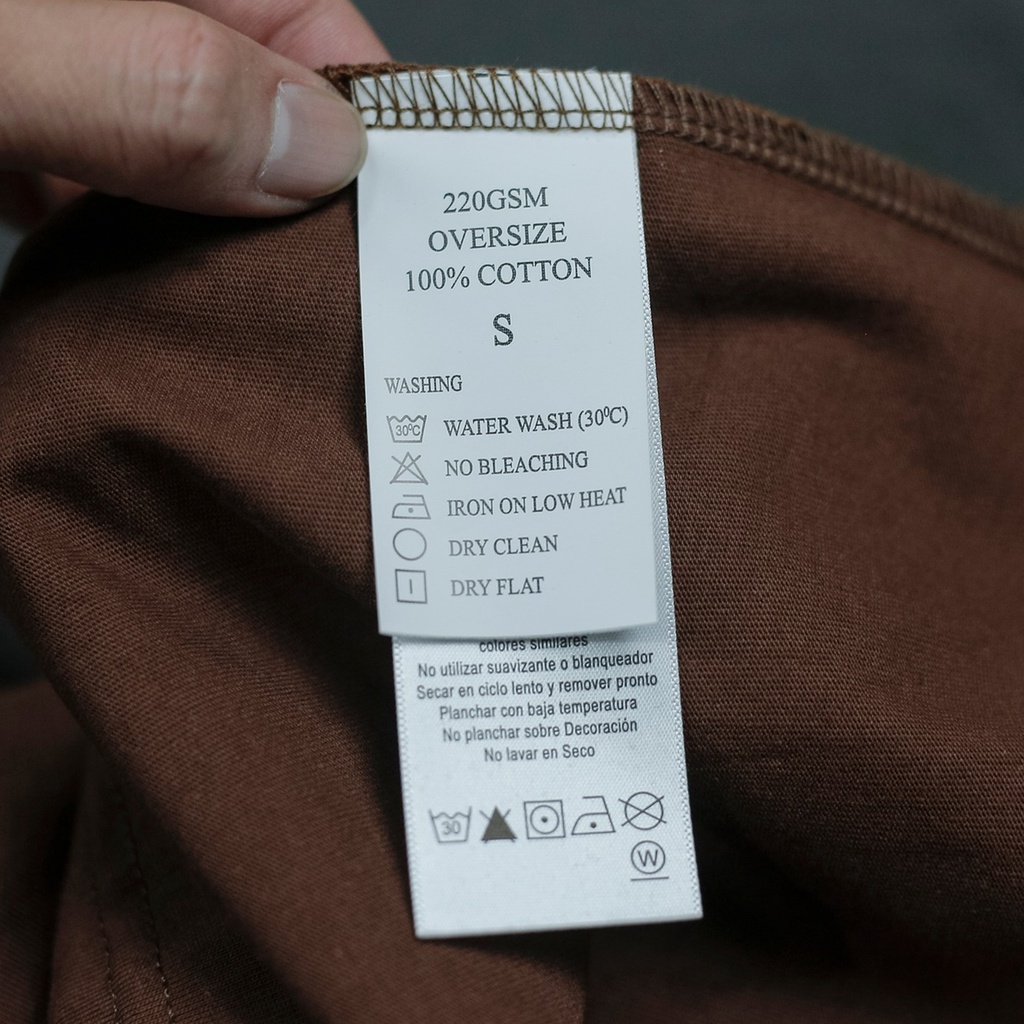 220GSM
OVERSIZE
100% COTTON
S
WASHING
30ºC WATER WASH (30ºC)
NO BLEACHING
IRON ON LOW HEAT
DRY CLEAN
DRY FLAT
colores similares
No utilizar suavizante o blanqueador
Secar en ciclo lento y remover pronto
Planchar con baja temperatura
No planchar sobre Decoración
No lavar en Seco
30
W